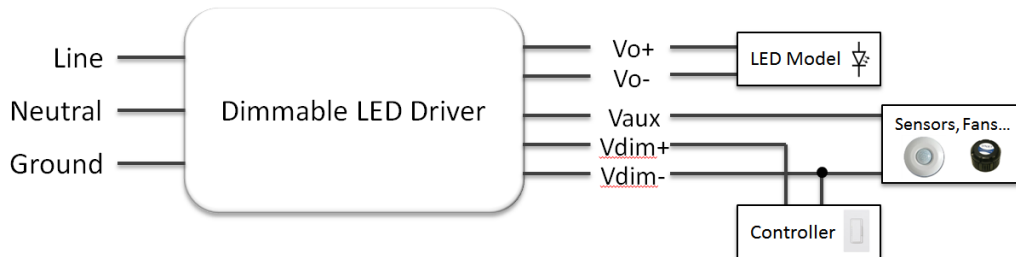 Line
Neutral
Ground
Dimmable LED Driver
Vo+
Vo-
Vaux
Vdim+
Vdim-
LED Model
Sensors, Fans...
Controller